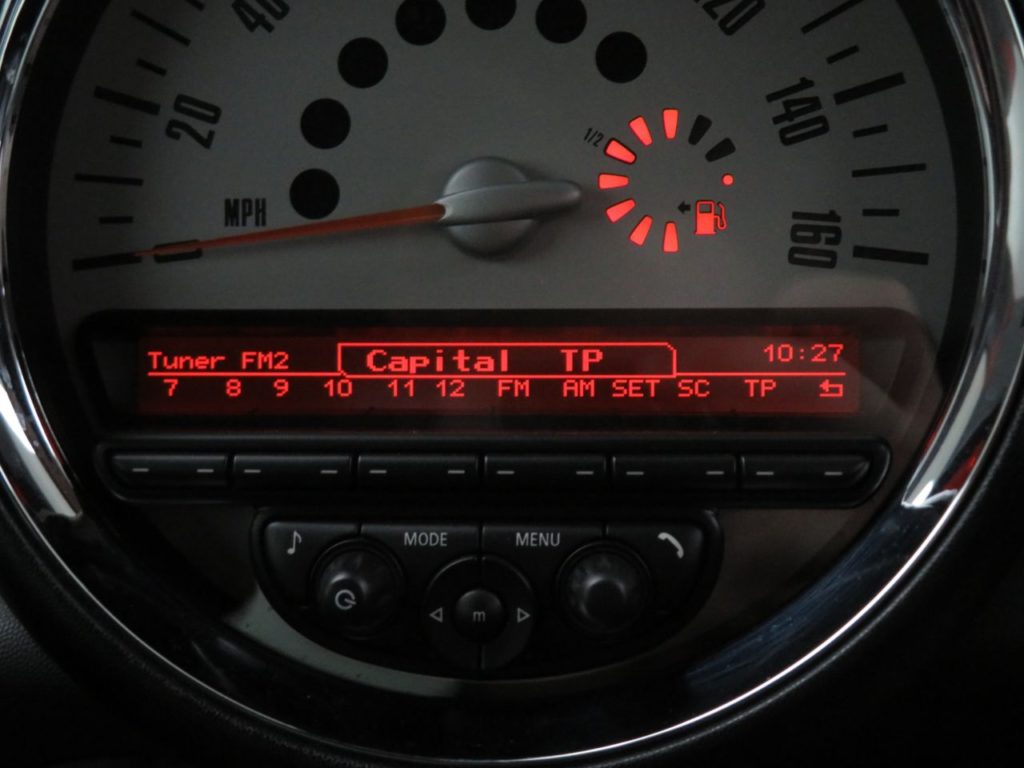 40
120
20
140
1/2
MPH
160
Tuner FM2 Capital TP 10:27
7 8 9 10 11 12 FM AM SET SC TP
MODE MENU
m